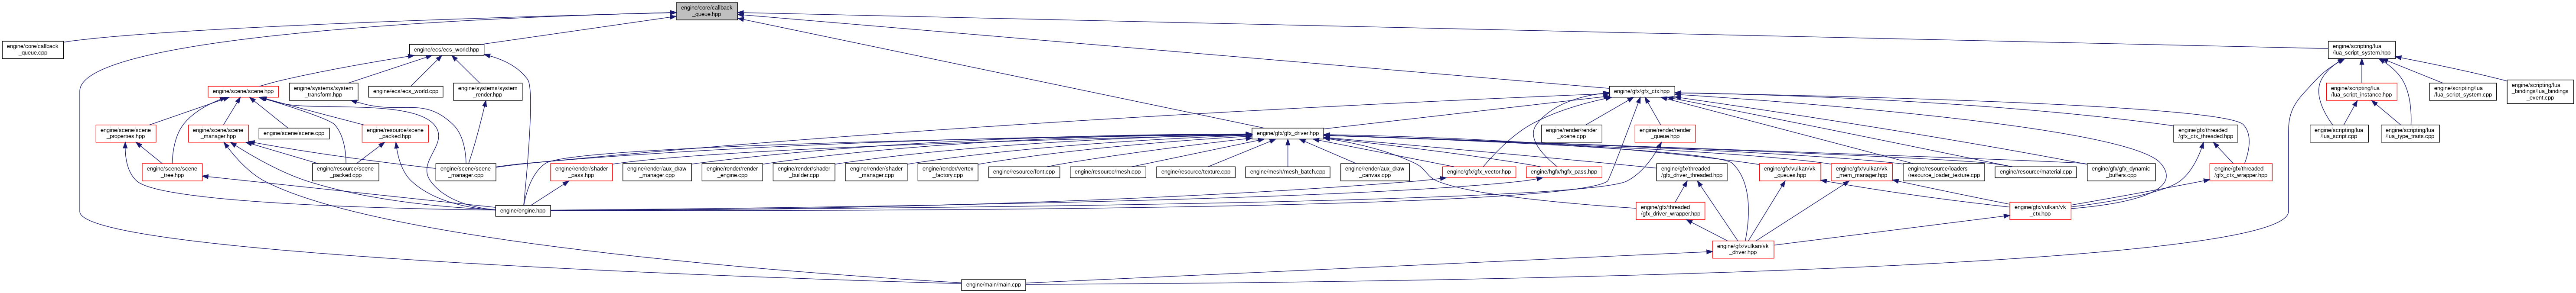 engine/core/callback
_queue.hpp
engine/core/callback
_queue.cpp
engine/ecs/ecs_world.hpp
engine/scripting/lua
/lua_script_system.hpp
engine/scene/scene.hpp
engine/systems/system
_transform.hpp
engine/ecs/ecs_world.cpp
engine/systems/system
_render.hpp
engine/gfx/gfx_ctx.hpp
engine/scripting/lua
/lua_script_instance.hpp
engine/scripting/lua
/lua_script_system.cpp
engine/scripting/lua
_bindings/lua_bindings
_event.cpp
engine/scene/scene
_properties.hpp
engine/scene/scene
_manager.hpp
engine/scene/scene.cpp
engine/resource/scene
_packed.hpp
engine/gfx/gfx_driver.hpp
engine/render/render
_scene.cpp
engine/render/render
_queue.hpp
engine/gfx/threaded
/gfx_ctx_threaded.hpp
engine/scripting/lua
/lua_script.cpp
engine/scripting/lua
/lua_type_traits.cpp
engine/scene/scene
_tree.hpp
engine/resource/scene
_packed.cpp
engine/scene/scene
_manager.cpp
engine/render/shader
_pass.hpp
engine/render/aux_draw
_manager.cpp
engine/render/render
_engine.cpp
engine/render/shader
_builder.cpp
engine/render/shader
_manager.cpp
engine/render/vertex
_factory.cpp
engine/resource/font.cpp
engine/resource/mesh.cpp
engine/resource/texture.cpp
engine/mesh/mesh_batch.cpp
engine/render/aux_draw
_canvas.cpp
engine/gfx/gfx_vector.hpp
engine/hgfx/hgfx_pass.hpp
engine/gfx/threaded
/gfx_driver_threaded.hpp
engine/gfx/vulkan/vk
_queues.hpp
engine/gfx/vulkan/vk
_mem_manager.hpp
engine/resource/loaders
/resource_loader_texture.cpp
engine/resource/material.cpp
engine/gfx/gfx_dynamic
_buffers.cpp
engine/gfx/threaded
/gfx_ctx_wrapper.hpp
engine/engine.hpp
engine/gfx/threaded
/gfx_driver_wrapper.hpp
engine/gfx/vulkan/vk
_ctx.hpp
engine/gfx/vulkan/vk
_driver.hpp
engine/main/main.cpp